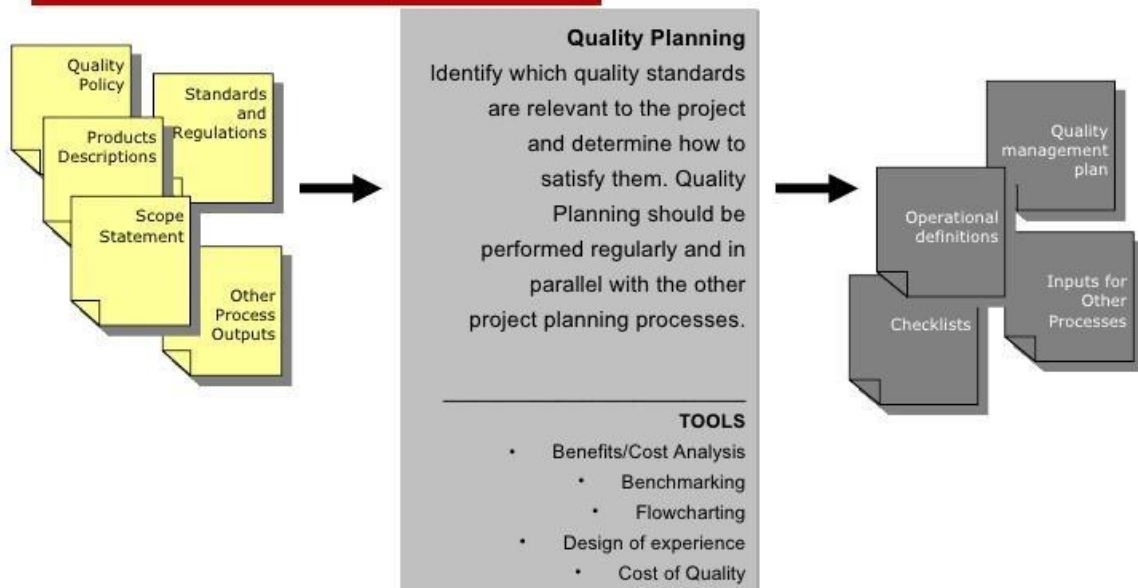 Quality
Policy
Standards
and
Regulations
Products
Descriptions
Scope
Statement
Other
Process
Outputs
Quality Planning
Identify which quality standards
are relevant to the project
and determine how to
satisfy them. Quality
Planning should be
performed regularly and in
parallel with the other
project planning processes.
TOOLS
• Benefits/Cost Analysis
• Benchmarking
• Flowcharting
• Design of experience
• Cost of Quality
Quality
management
plan
Operational
definitions
Inputs for
Other
Processes
Checklists